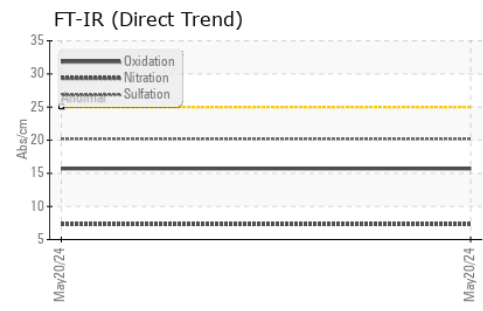 FT-IR (Direct Trend)
35
30
25
20
15
10
5
Abs/cm
Oxidation
Nitration
Sulfation
Abnormal
May20/24
May20/24